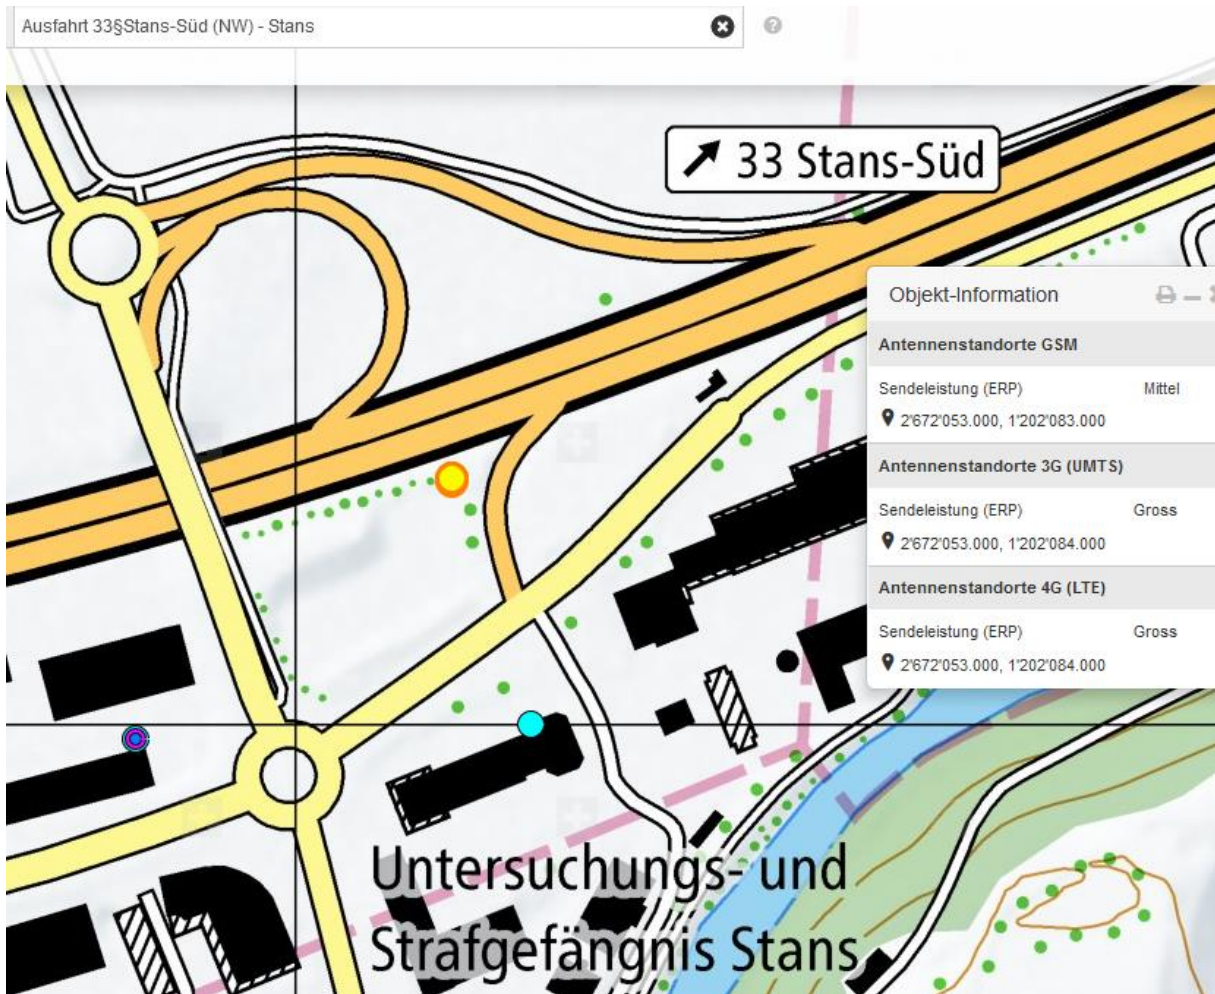 Ausfahrt 33§Stans-Süd (NW) - Stans
33 Stans-Süd
Objekt-Information
Antennenstandorte GSM
Sendeleistung (ERP) Mittel
2'672'053.000, 1'202'083.000
Antennenstandorte 3G (UMTS)
Sendeleistung (ERP) Gross
2'672'053.000, 1'202'084.000
Antennenstandorte 4G (LTE)
Sendeleistung (ERP) Gross
2'672'053.000, 1'202'084.000
Untersuchungs- und
Strafgefängnis Stans